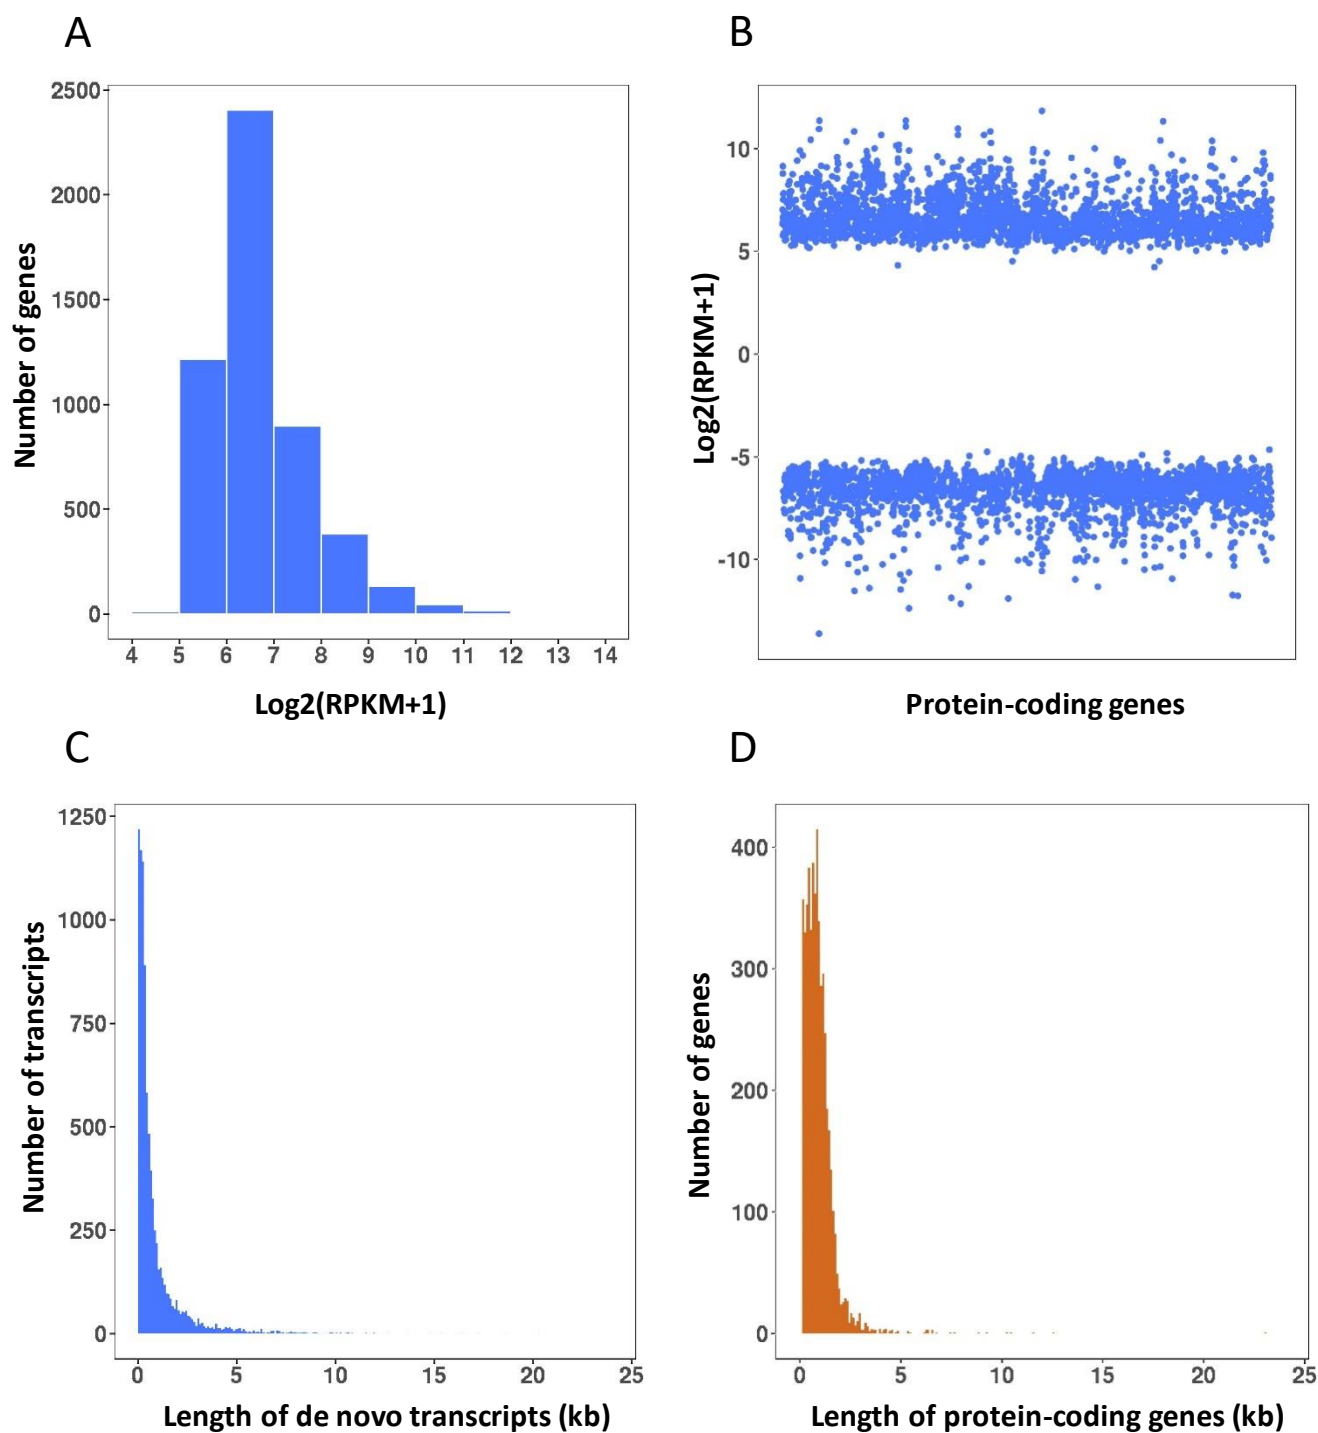 A
B
2500
2000
1500
1000
500
0
Number of genes
4 5 6 7 8 9 10 11 12 13 14
Log2(RPKM+1)
10
5
0
-5
-10
Log2(RPKM+1)
Protein-coding genes
C
D
1250
1000
750
500
250
0
Number of transcripts
0 5 10 15 20 25
Length of de novo transcripts (kb)
400
300
200
100
0
Number of genes
0 5 10 15 20 25
Length of protein-coding genes (kb)